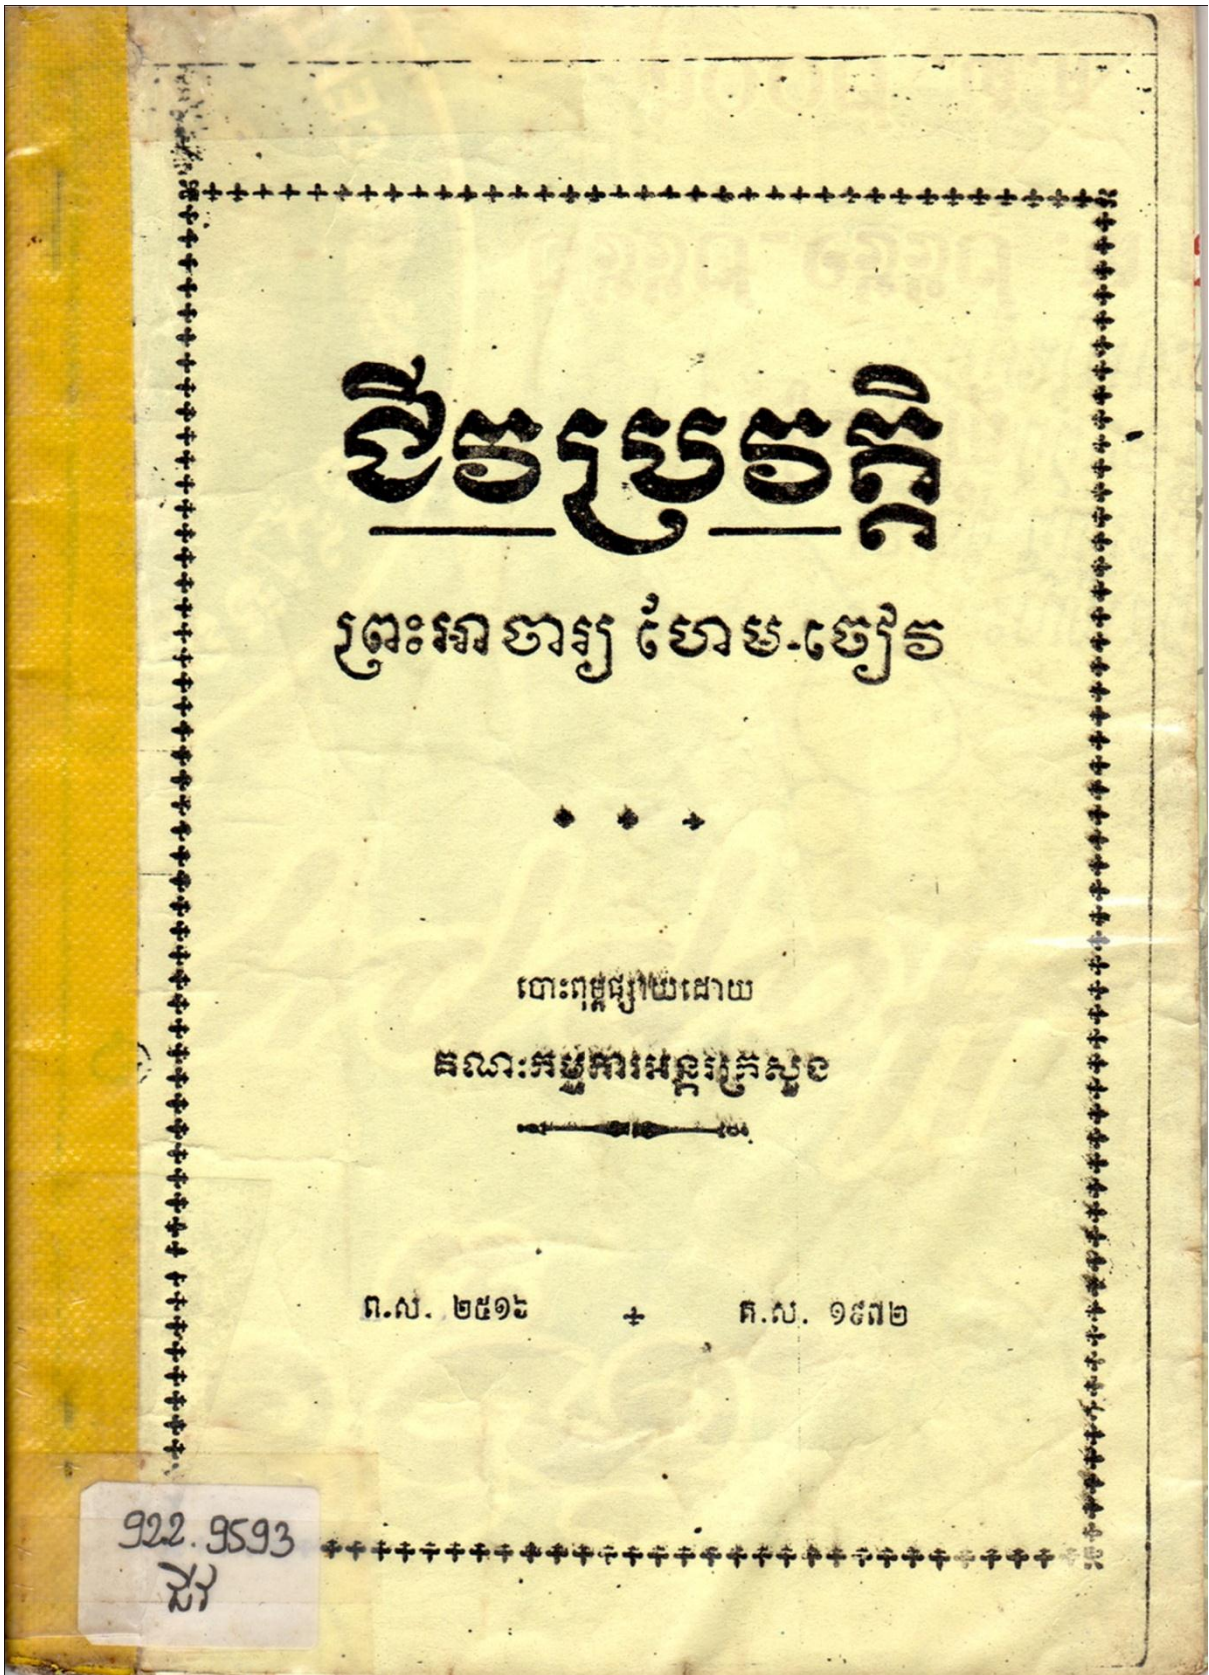 ជីវប្រវត្តិ
ព្រះអាចារ្យ ហែម-ចៀវ
បោះពុម្ពផ្សាយដោយ
គណៈកម្មការអន្តរក្រសួង
ព.ស. ២៥១៦ + គ.ស. ១៩៧២
922.9593
ជីវ